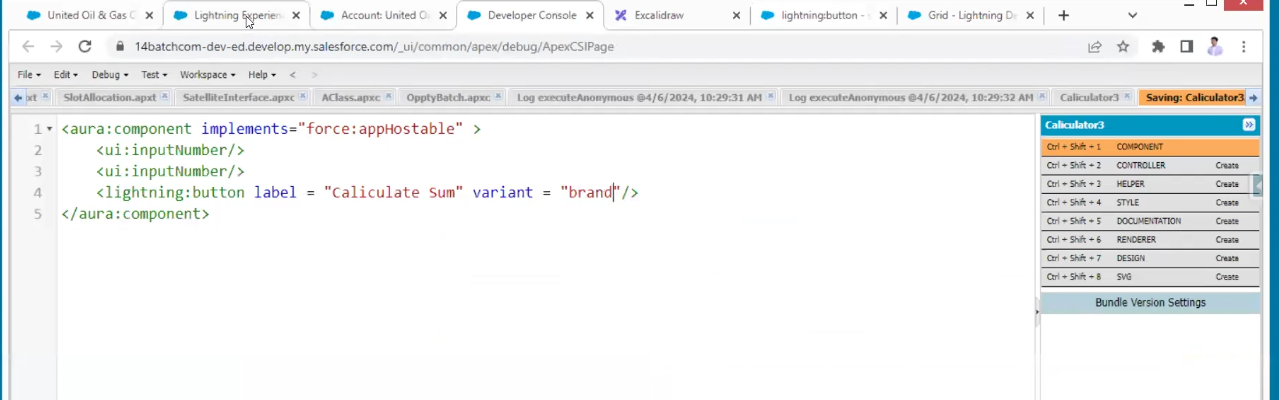 United Oil & Gas C
Lightning Experien
Account: United O
Developer Console
Excalidraw
lightning:button -
Grid - Lightning De
14batchcom-dev-ed.develop.my.salesforce.com/_ui/common/apex/debug/ApexCSIPage
File Edit Debug Test Workspace Help < >
xt SlotAllocation.apxt SatelliteInterface.apxc AClass.apxc OpptyBatch.apxc Log executeAnonymous @4/6/2024, 10:29:31 AM Log executeAnonymous @4/6/2024, 10:29:32 AM Caliculator3 Saving: Calculator3
1 <aura:component implements="force:appHostable" >
2 <ui:inputNumber/>
3 <ui:inputNumber/>
4 <lightning:button label = "Caliculate Sum" variant = "brand"/>
5 </aura:component>
Caliculator3
Ctrl + Shift + 1 COMPONENT
Ctrl + Shift + 2 CONTROLLER Create
Ctrl + Shift + 3 HELPER Create
Ctrl + Shift + 4 STYLE Create
Ctrl + Shift + 5 DOCUMENTATION Create
Ctrl + Shift + 6 RENDERER Create
Ctrl + Shift + 7 DESIGN Create
Ctrl + Shift + 8 SVG Create
Bundle Version Settings